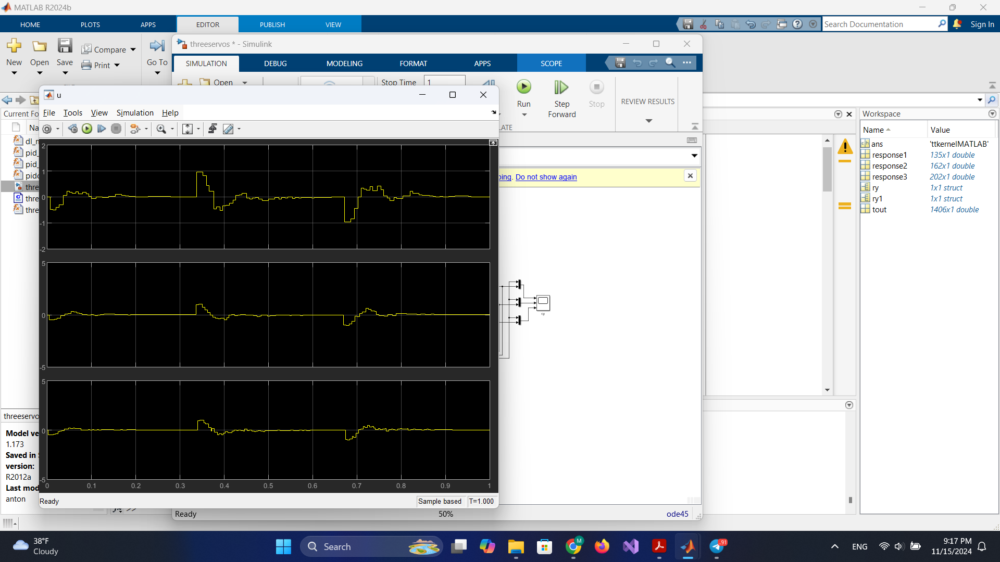 MATLAB R2024b
HOME PLOTS APPS EDITOR PUBLISH VIEW
Search Documentation
Sign In
New
Open
Save
Compare
Print
Go To
threeservos * - Simulink
SIMULATION DEBUG MODELING FORMAT APPS SCOPE
Open
Stop Time 1
Run
Step
Forward
Stop
REVIEW RESULTS
LATE
u
File Tools View Simulation Help
Current Fo
Na
dl_
pid_
pid_
pidc
thre
thre
thre
ping. Do not show again
Workspace
Name Value
ans 'ttkernelMATLAB'
response1 135x1 double
response2 162x1 double
response3 202x1 double
ry 1x1 struct
ry1 1x1 struct
tout 1406x1 double
2
1
0
-1
-2
5
0
-5
5
0
-5
0 0.1 0.2 0.3 0.4 0.5 0.6 0.7 0.8 0.9 1
Ready
Sample based T=1.000
ry
threeservo
Model ve
1.173
Saved in S
version:
R2012a
Last mod
anton
fx >>
Ready 50% ode45
38°F
Cloudy
Search
M
91
ENG
9:17 PM
11/15/2024